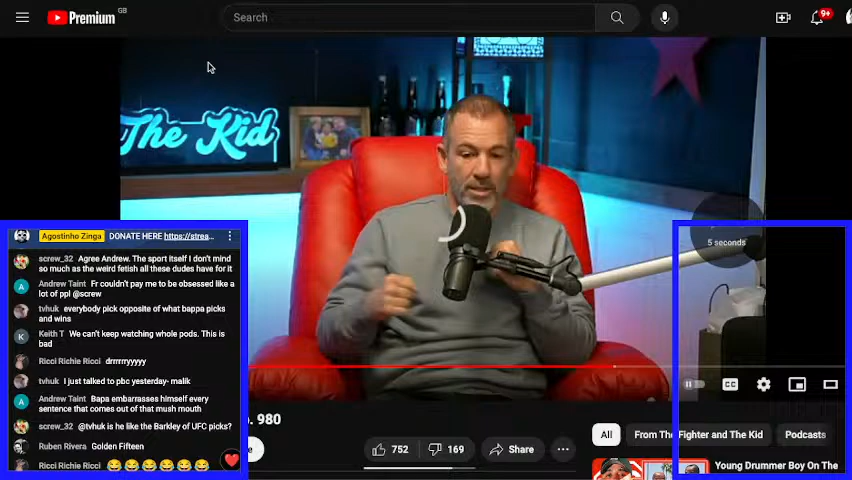 Premium GB
Search
9+
The Kid
5 seconds
Agostinho Zinga DONATE HERE https://strea...
screw_32 Agree Andrew. The sport itself I don't mind
so much as the weird fetish all these dudes have for it
Andrew Taint Fr couldn't pay me to be obsessed like a
lot of ppl @screw
tvhuk everybody pick opposite of what bappa picks
and wins
Keith T We can't keep watching whole pods. This is
bad
Ricci Richie Ricci drrrrrryyyyy
tvhuk I just talked to pbc yesterday- malik
Andrew Taint Bapa embarrasses himself every
sentence that comes out of that mush mouth
screw_32 @tvhuk is he like the Barkley of UFC picks?
Ruben Rivera Golden Fifteen
Ricci Richie Ricci 😂😂😂😂😂😂
CC
. 980
752 169 Share ...
All From The Fighter and The Kid Podcasts
Young Drummer Boy On The